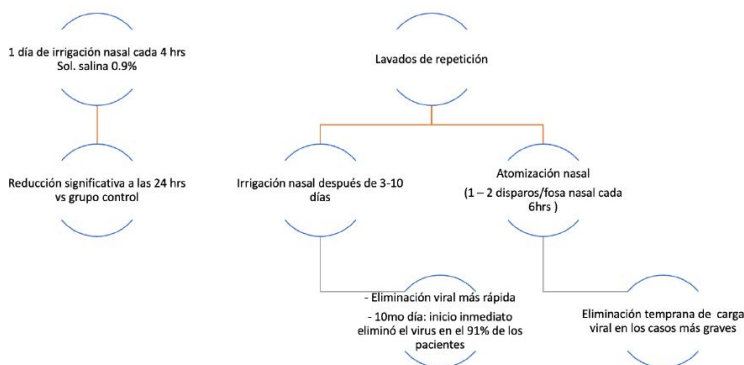 1 día de irrigación nasal cada 4 hrs
Sol. salina 0.9%
Reducción significativa a las 24 hrs
vs grupo control
Lavados de repetición
Irrigación nasal después de 3-10
días
- Eliminación viral más rápida
- 10mo día: inicio inmediato
eliminó el virus en el 91% de los
pacientes
Atomización nasal
(1 – 2 disparos/fosa nasal cada
6hrs )
Eliminación temprana de carga
viral en los casos más graves